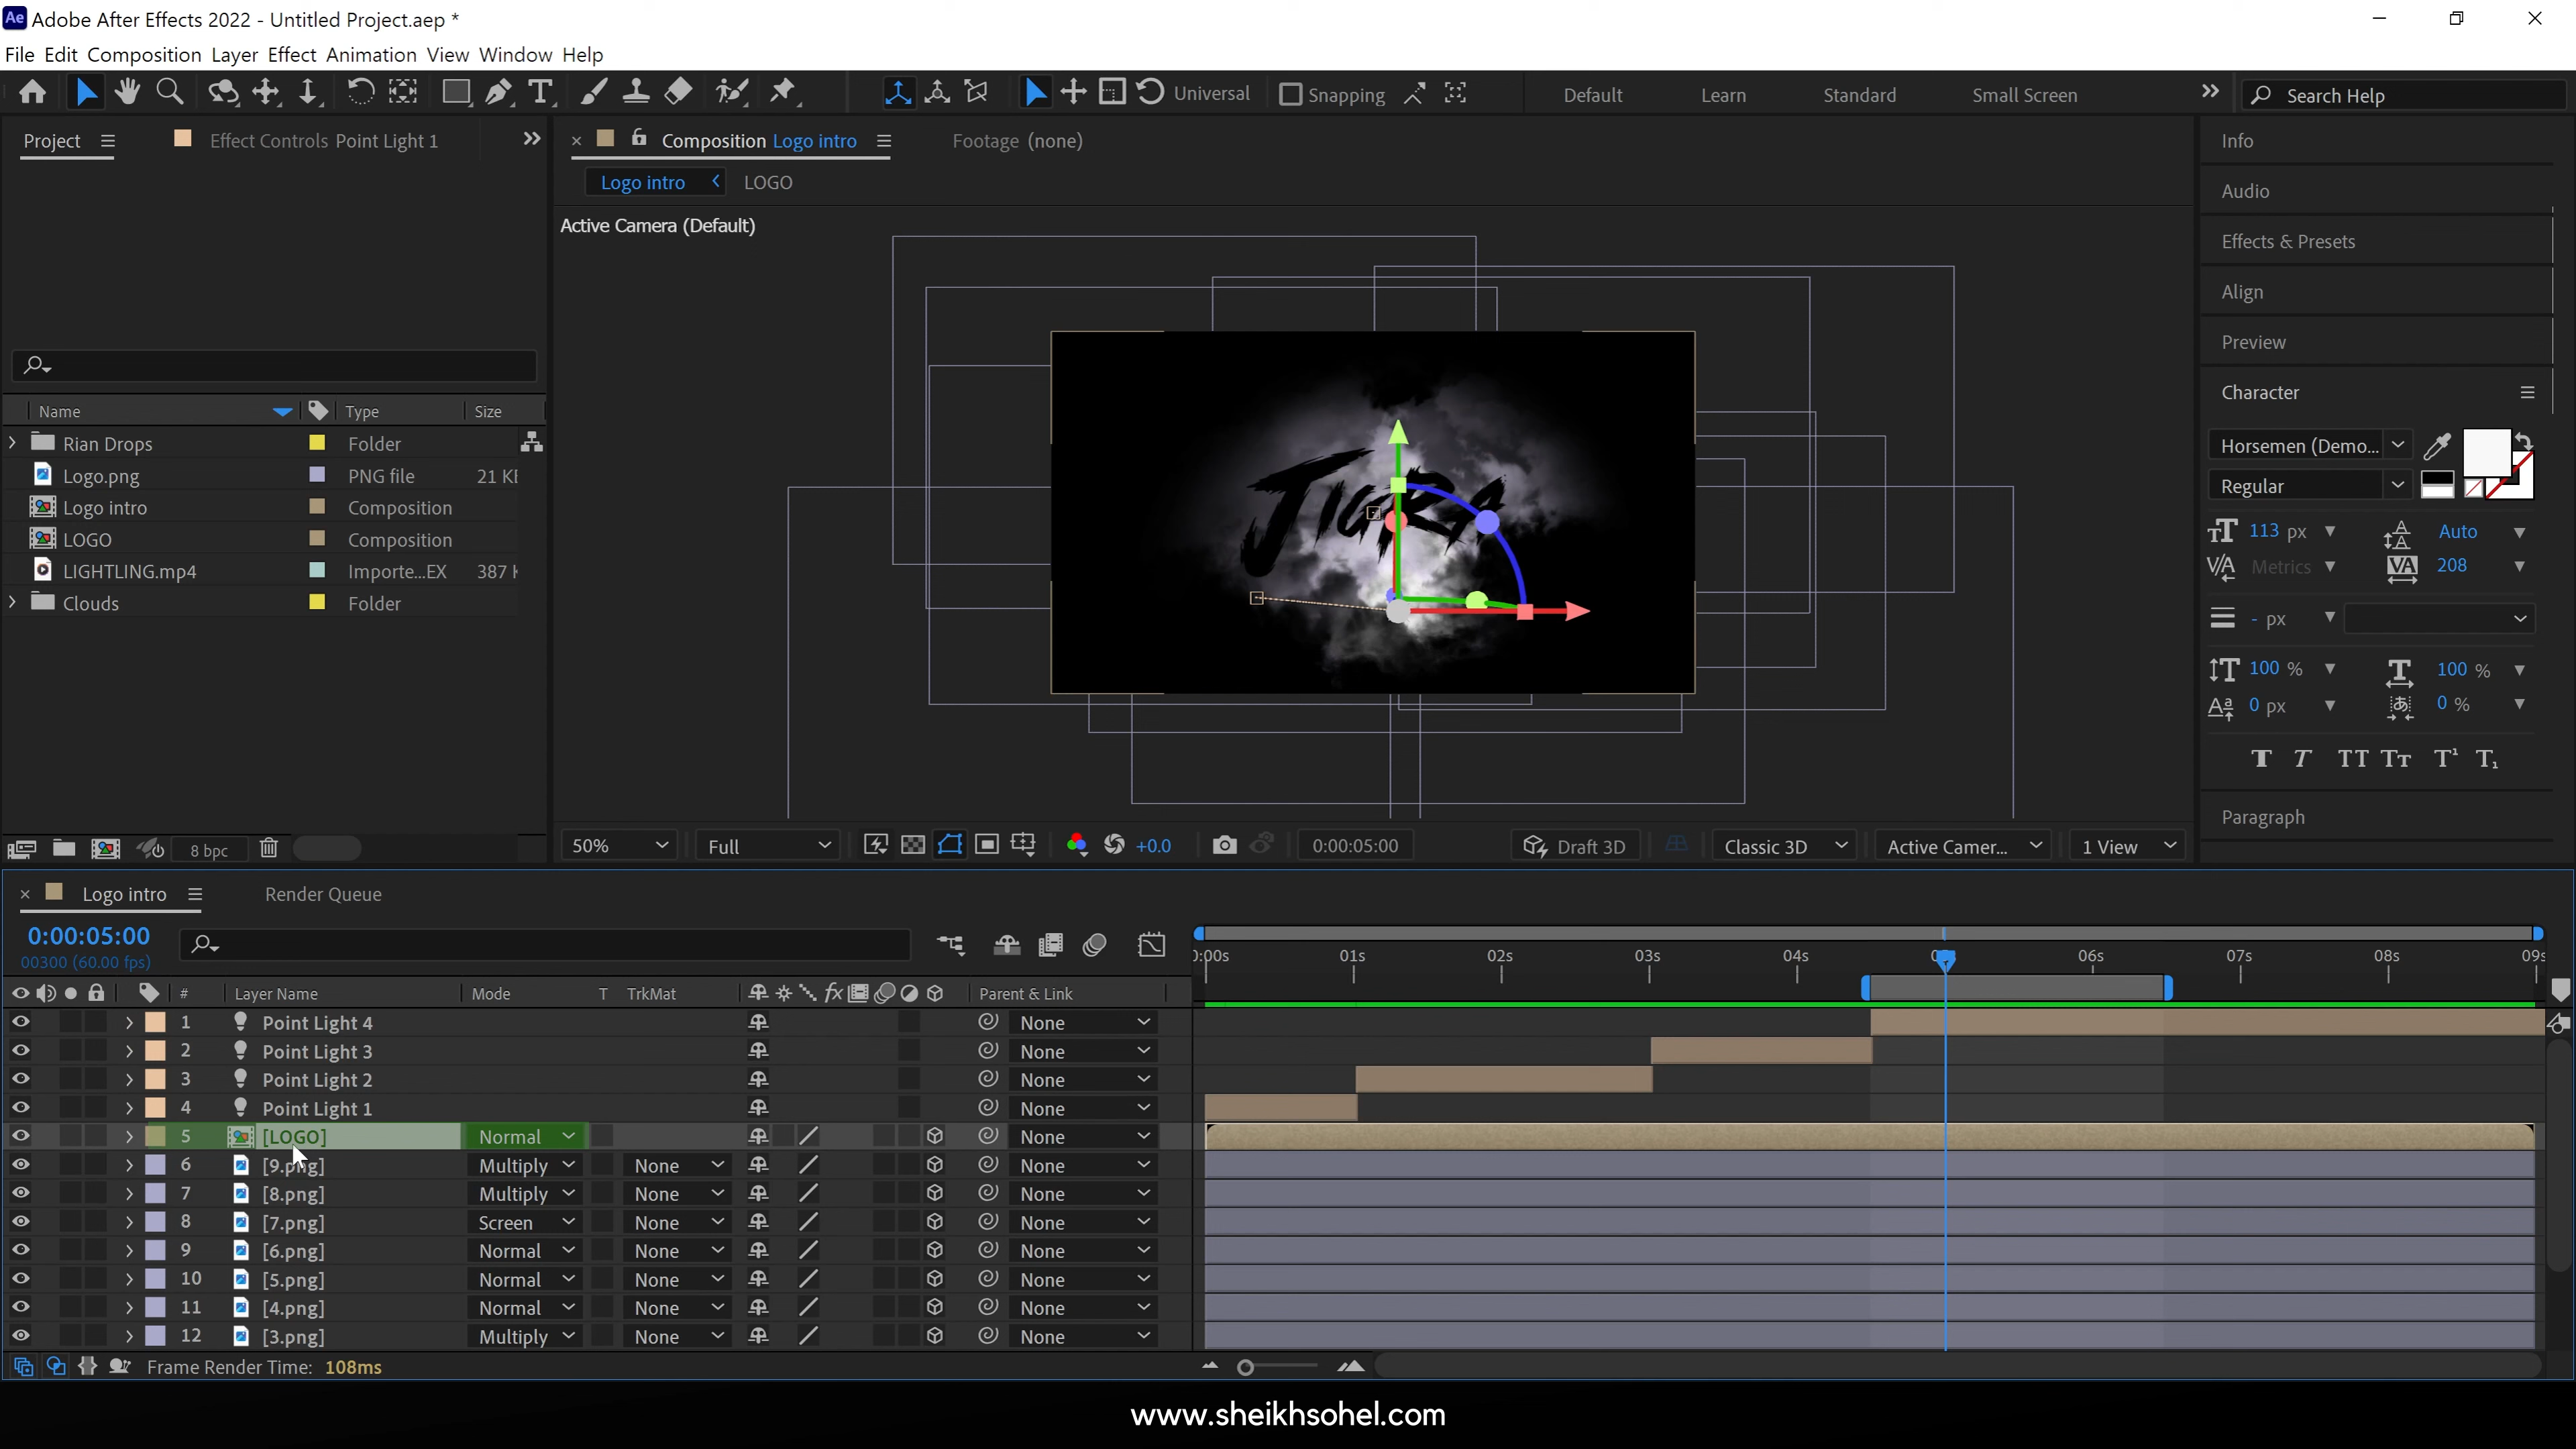 Ae Adobe After Effects 2022 - Untitled Project.aep *
File Edit Composition Layer Effect Animation View Window Help
Universal Snapping Default Learn Standard Small Screen Search Help
Project Effect Controls Point Light 1
Composition Logo intro Footage (none)
Logo intro LOGO
Active Camera (Default)
Name Type Size
Rian Drops Folder
Logo.png PNG file 21 KE
Logo intro Composition
LOGO Composition
LIGHTLING.mp4 Importe...EX 387 K
Clouds Folder
8 bpc
50% Full +0.0 0:00:05:00 Draft 3D Classic 3D Active Camer... 1 View
Info
Audio
Effects & Presets
Align
Preview
Character
Horsemen (Demo...
Regular
113 px Auto
Metrics 208
- px
100 % 100 %
0 px 0 %
T T TT Tт T¹ T₁
Paragraph
Logo intro Render Queue
0:00:05:00
00300 (60.00 fps)
):00s 01s 02s 03s 04s 06s 07s 08s 09s
# Layer Name Mode T TrkMat fx Parent & Link
1 Point Light 4 None
2 Point Light 3 None
3 Point Light 2 None
4 Point Light 1 None
5 [LOGO] Normal None
6 [9.png] Multiply None None
7 [8.png] Multiply None None
8 [7.png] Screen None None
9 [6.png] Normal None None
10 [5.png] Normal None None
11 [4.png] Normal None None
12 [3.png] Multiply None None
Frame Render Time: 108ms
www.sheikhsohel.com